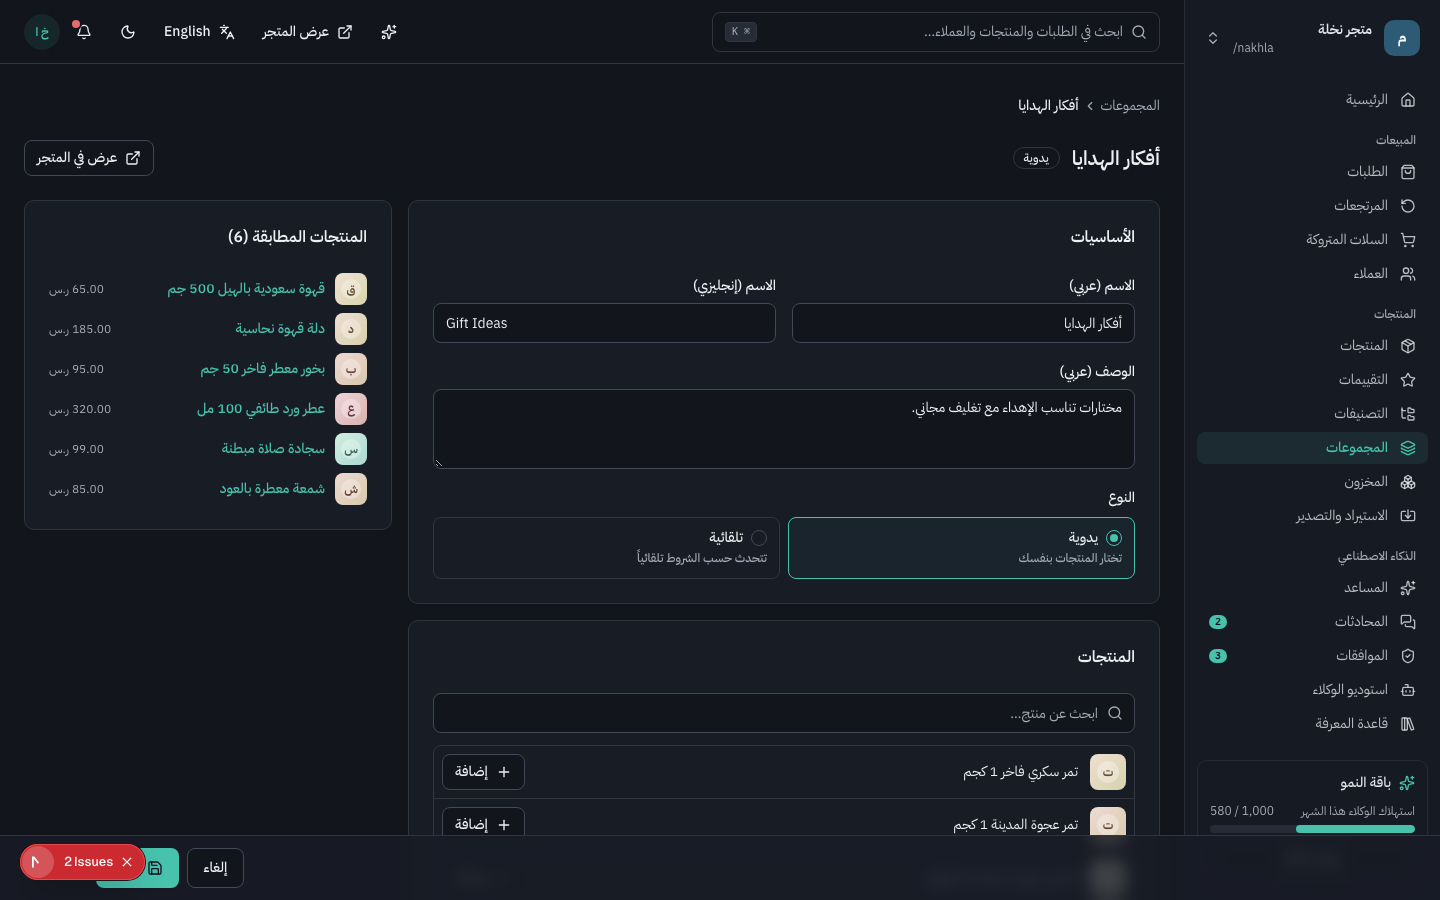 متجر نخلة
/nakhla
م
ابحث في الطلبات والمنتجات والعملاء...
⌘ K
عرض المتجر
English
خ ا
الرئيسية
المبيعات
الطلبات
المرتجعات
السلات المتروكة
العملاء
المنتجات
المنتجات
التقييمات
التصنيفات
المجموعات
المخزون
الاستيراد والتصدير
الذكاء الاصطناعي
المساعد
المحادثات
2
الموافقات
3
استوديو الوكلاء
قاعدة المعرفة
باقة النمو
استهلاك الوكلاء هذا الشهر
580 / 1,000
المجموعات
أفكار الهدايا
أفكار الهدايا
يدوية
عرض في المتجر
الأساسيات
الاسم (عربي)
أفكار الهدايا
الاسم (إنجليزي)
Gift Ideas
الوصف (عربي)
مختارات تناسب الإهداء مع تغليف مجاني.
النوع
يدوية
تختار المنتجات بنفسك
تلقائية
تتحدث حسب الشروط تلقائياً
المنتجات
ابحث عن منتج...
ت
تمر سكري فاخر 1 كجم
إضافة
ت
تمر عجوة المدينة 1 كجم
إضافة
المنتجات المطابقة (6)
ق
قهوة سعودية بالهيل 500 جم
65.00 ر.س
د
دلة قهوة نحاسية
185.00 ر.س
ب
بخور معطر فاخر 50 جم
95.00 ر.س
ع
عطر ورد طائفي 100 مل
320.00 ر.س
س
سجادة صلاة مبطنة
99.00 ر.س
ش
شمعة معطرة بالعود
85.00 ر.س
إلغاء
2 Issues